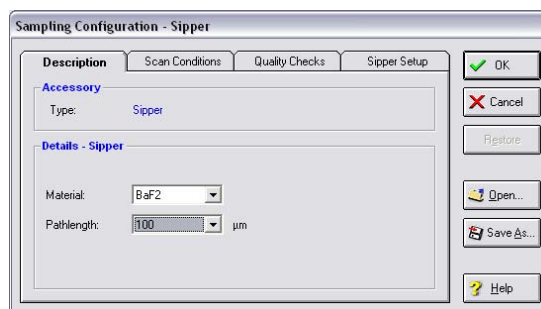 Sampling Configuration - Sipper
Description Scan Conditions Quality Checks Sipper Setup
Accessory
Type: Sipper
Details - Sipper
Material: BaF2
Pathlength: 100 µm
OK
Cancel
Restore
Open...
Save As...
Help